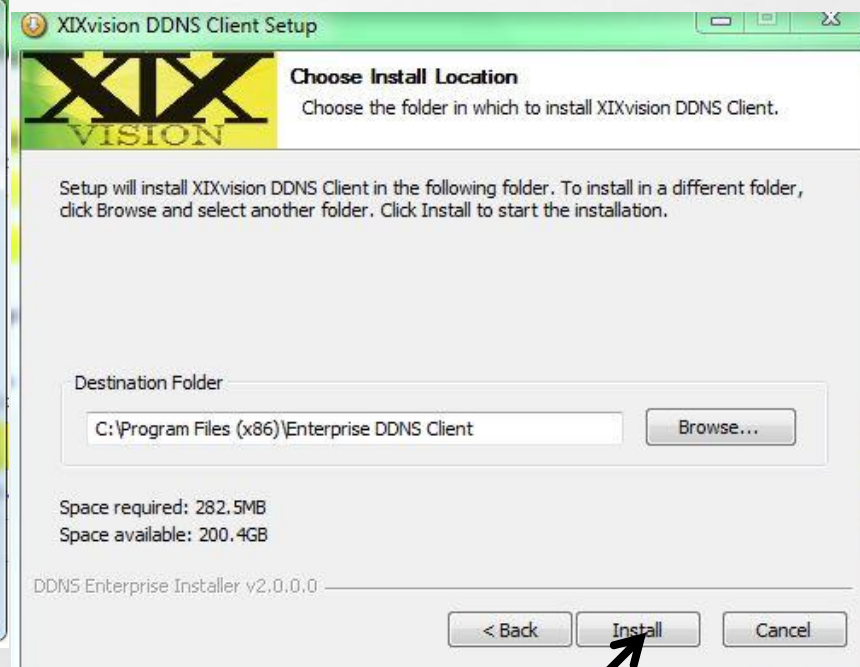 XIXvision DDNS Client Setup
XIX
VISION
Choose Install Location
Choose the folder in which to install XIXvision DDNS Client.
Setup will install XIXvision DDNS Client in the following folder. To install in a different folder,
click Browse and select another folder. Click Install to start the installation.
Destination Folder
C:\Program Files (x86)\Enterprise DDNS Client
Browse...
Space required: 282.5MB
Space available: 200.4GB
DDNS Enterprise Installer v2.0.0.0
< Back
Install
Cancel